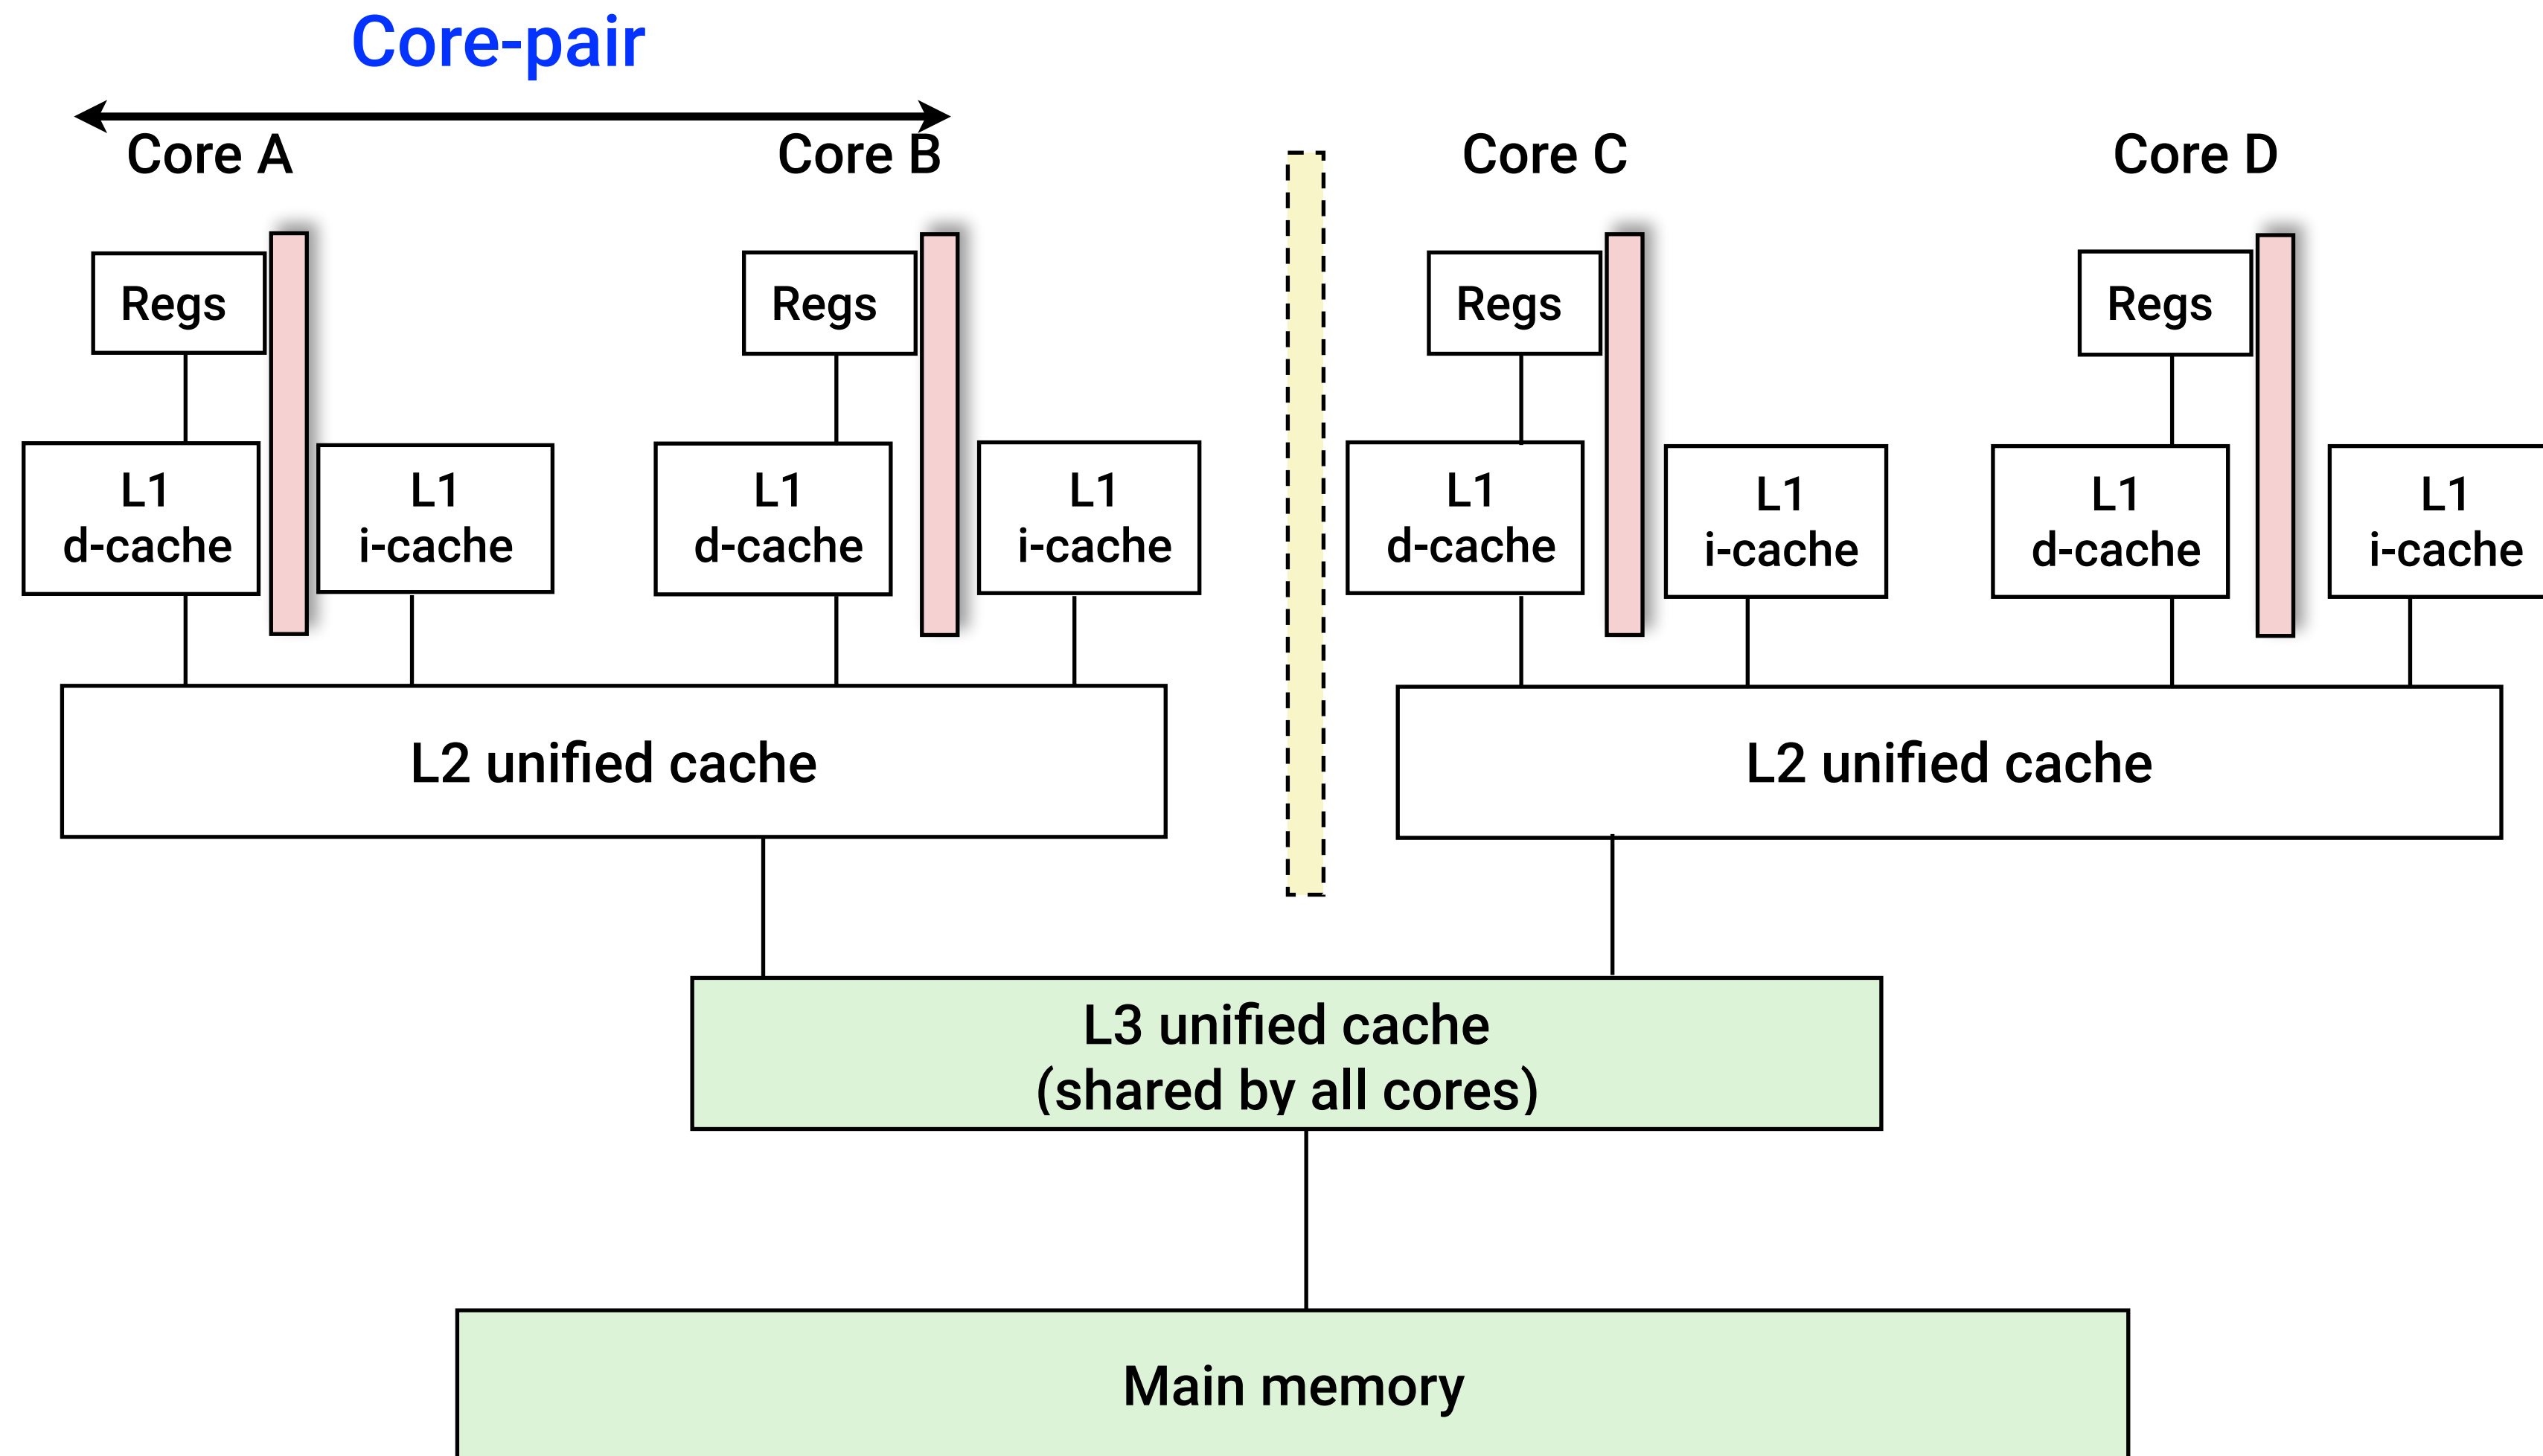 Core-pair
Core A
Core B
Core C
Core D
Regs
Regs
Regs
Regs
L1
d-cache
L1
i-cache
L1
d-cache
L1
i-cache
L1
d-cache
L1
i-cache
L1
d-cache
L1
i-cache
L2 unified cache
L2 unified cache
L3 unified cache
(shared by all cores)
Main memory